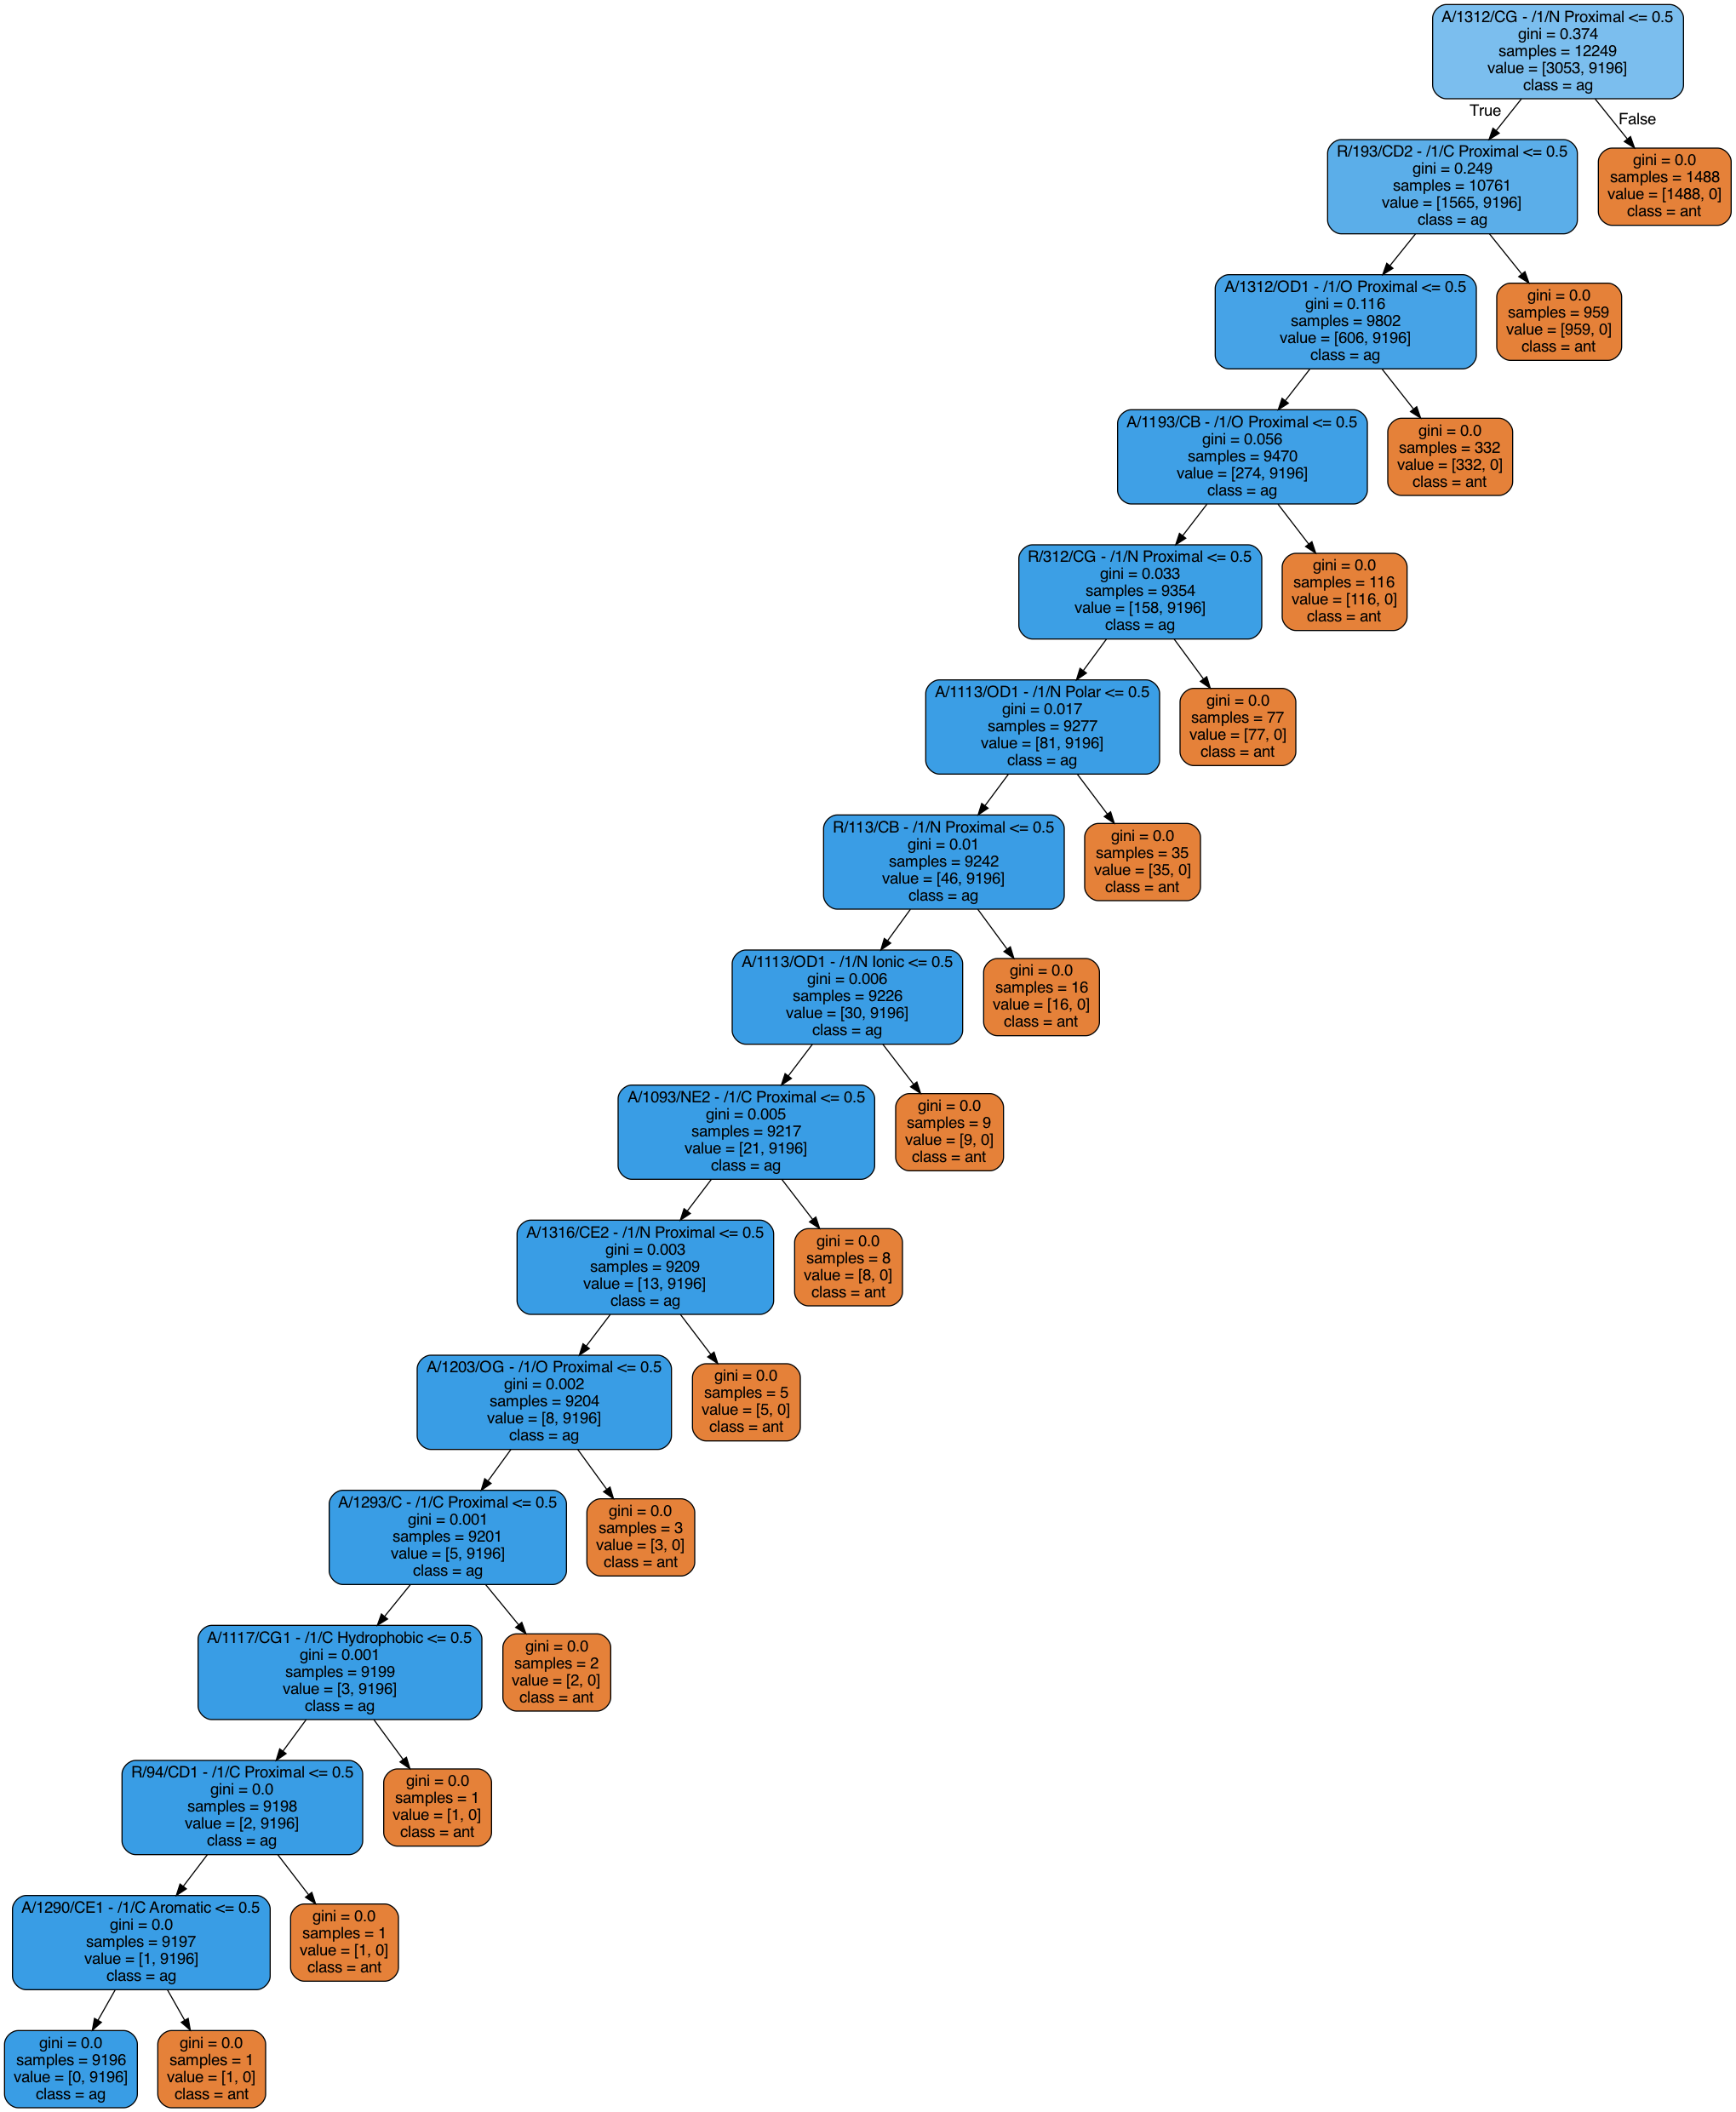 A/1312/CG - /1/N Proximal <= 0.5
gini = 0.374
samples = 12249
value = [3053, 9196]
class = ag
True
False
R/193/CD2 - /1/C Proximal <= 0.5
gini = 0.249
samples = 10761
value = [1565, 9196]
class = ag
gini = 0.0
samples = 1488
value = [1488, 0]
class = ant
A/1312/OD1 - /1/O Proximal <= 0.5
gini = 0.116
samples = 9802
value = [606, 9196]
class = ag
gini = 0.0
samples = 959
value = [959, 0]
class = ant
A/1193/CB - /1/O Proximal <= 0.5
gini = 0.056
samples = 9470
value = [274, 9196]
class = ag
gini = 0.0
samples = 332
value = [332, 0]
class = ant
R/312/CG - /1/N Proximal <= 0.5
gini = 0.033
samples = 9354
value = [158, 9196]
class = ag
gini = 0.0
samples = 116
value = [116, 0]
class = ant
A/1113/OD1 - /1/N Polar <= 0.5
gini = 0.017
samples = 9277
value = [81, 9196]
class = ag
gini = 0.0
samples = 77
value = [77, 0]
class = ant
R/113/CB - /1/N Proximal <= 0.5
gini = 0.01
samples = 9242
value = [46, 9196]
class = ag
gini = 0.0
samples = 35
value = [35, 0]
class = ant
A/1113/OD1 - /1/N Ionic <= 0.5
gini = 0.006
samples = 9226
value = [30, 9196]
class = ag
gini = 0.0
samples = 16
value = [16, 0]
class = ant
A/1093/NE2 - /1/C Proximal <= 0.5
gini = 0.005
samples = 9217
value = [21, 9196]
class = ag
gini = 0.0
samples = 9
value = [9, 0]
class = ant
A/1316/CE2 - /1/N Proximal <= 0.5
gini = 0.003
samples = 9209
value = [13, 9196]
class = ag
gini = 0.0
samples = 8
value = [8, 0]
class = ant
A/1203/OG - /1/O Proximal <= 0.5
gini = 0.002
samples = 9204
value = [8, 9196]
class = ag
gini = 0.0
samples = 5
value = [5, 0]
class = ant
A/1293/C - /1/C Proximal <= 0.5
gini = 0.001
samples = 9201
value = [5, 9196]
class = ag
gini = 0.0
samples = 3
value = [3, 0]
class = ant
A/1117/CG1 - /1/C Hydrophobic <= 0.5
gini = 0.001
samples = 9199
value = [3, 9196]
class = ag
gini = 0.0
samples = 2
value = [2, 0]
class = ant
R/94/CD1 - /1/C Proximal <= 0.5
gini = 0.0
samples = 9198
value = [2, 9196]
class = ag
gini = 0.0
samples = 1
value = [1, 0]
class = ant
A/1290/CE1 - /1/C Aromatic <= 0.5
gini = 0.0
samples = 9197
value = [1, 9196]
class = ag
gini = 0.0
samples = 1
value = [1, 0]
class = ant
gini = 0.0
samples = 9196
value = [0, 9196]
class = ag
gini = 0.0
samples = 1
value = [1, 0]
class = ant